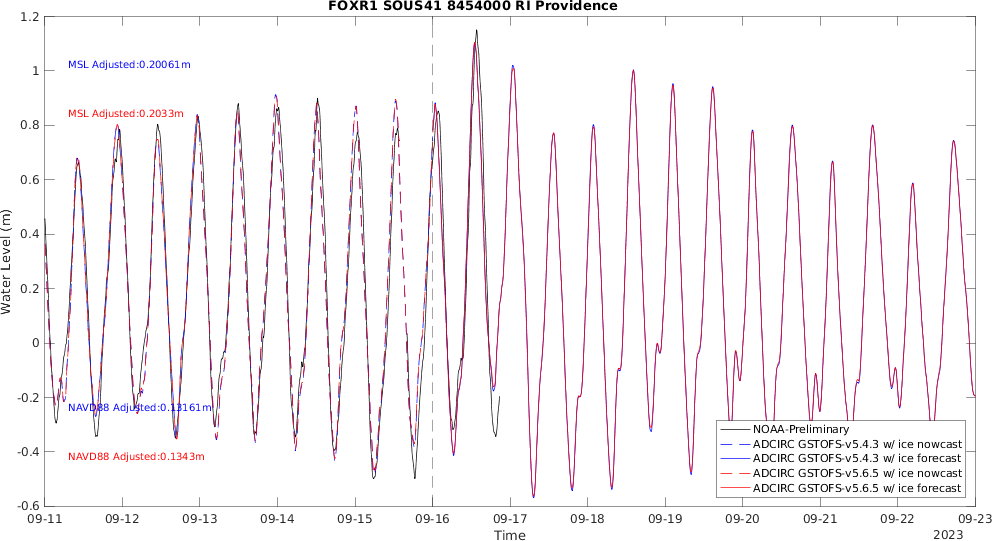 FOXR1 SOUS41 8454000 RI Providence
1.2
1
0.8
0.6
0.4
0.2
0
-0.2
-0.4
-0.6
Water Level (m)
MSL Adjusted:0.20061m
MSL Adjusted:0.2033m
NAVD88 Adjusted:0.13161m
NAVD88 Adjusted:0.1343m
NOAA-Preliminary
ADCIRC GSTOFS-v5.4.3 w/ ice nowcast
ADCIRC GSTOFS-v5.4.3 w/ ice forecast
ADCIRC GSTOFS-v5.6.5 w/ ice nowcast
ADCIRC GSTOFS-v5.6.5 w/ ice forecast
09-11 09-12 09-13 09-14 09-15 09-16 09-17 09-18 09-19 09-20 09-21 09-22 09-23
Time
2023